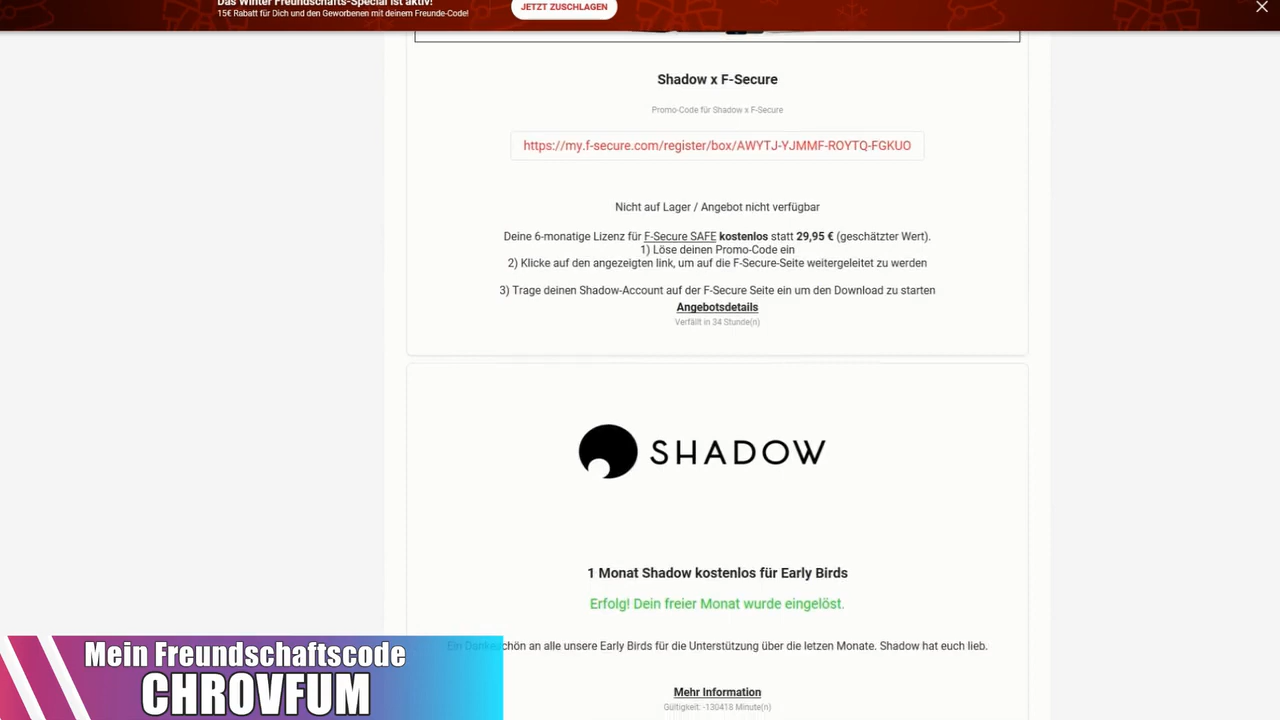 Das Winter Freundschafts-Special ist aktiv!
15€ Rabatt für Dich und den Geworbenen mit deinem Freunde-Code!
JETZT ZUSCHLAGEN
Shadow x F-Secure
Promo-Code für Shadow x F-Secure
https://my.f-secure.com/register/box/AWYTJ-YJMMF-ROYTQ-FGKUO
Nicht auf Lager / Angebot nicht verfügbar
Deine 6-monatige Lizenz für F-Secure SAFE kostenlos statt 29,95 € (geschätzter Wert).
1) Löse deinen Promo-Code ein
2) Klicke auf den angezeigten link, um auf die F-Secure-Seite weitergeleitet zu werden
3) Trage deinen Shadow-Account auf der F-Secure Seite ein um den Download zu starten
Angebotsdetails
Verfällt in 34 Stunde(n)
SHADOW
1 Monat Shadow kostenlos für Early Birds
Erfolg! Dein freier Monat wurde eingelöst.
Ein Dankeschön an alle unsere Early Birds für die Unterstützung über die letzen Monate. Shadow hat euch lieb.
Mehr Information
Gültigkeit: -130418 Minute(n)
Mein Freundschaftscode
CHROVFUM